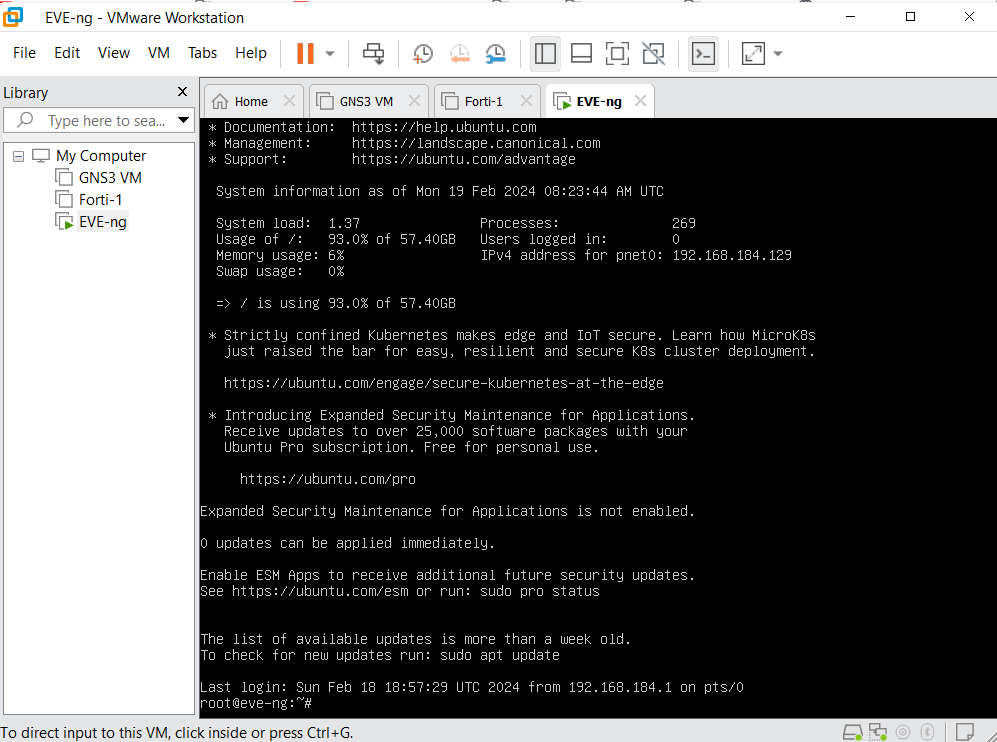 EVE-ng - VMware Workstation
File Edit View VM Tabs Help
Library
Type here to sea...
My Computer
GNS3 VM
Forti-1
EVE-ng
Home GNS3 VM Forti-1 EVE-ng
* Documentation: https://help.ubuntu.com
* Management: https://landscape.canonical.com
* Support: https://ubuntu.com/advantage
System information as of Mon 19 Feb 2024 08:23:44 AM UTC
System load: 1.37 Processes: 269
Usage of /: 93.0% of 57.40GB Users logged in: 0
Memory usage: 6% IPv4 address for pnet0: 192.168.184.129
Swap usage: 0%
=> / is using 93.0% of 57.40GB
* Strictly confined Kubernetes makes edge and IoT secure. Learn how MicroK8s
just raised the bar for easy, resilient and secure K8s cluster deployment.
https://ubuntu.com/engage/secure-kubernetes-at-the-edge
* Introducing Expanded Security Maintenance for Applications.
Receive updates to over 25,000 software packages with your
Ubuntu Pro subscription. Free for personal use.
https://ubuntu.com/pro
Expanded Security Maintenance for Applications is not enabled.
0 updates can be applied immediately.
Enable ESM Apps to receive additional future security updates.
See https://ubuntu.com/esm or run: sudo pro status
The list of available updates is more than a week old.
To check for new updates run: sudo apt update
Last login: Sun Feb 18 18:57:29 UTC 2024 from 192.168.184.1 on pts/0
root@eve-ng:~#
To direct input to this VM, click inside or press Ctrl+G.